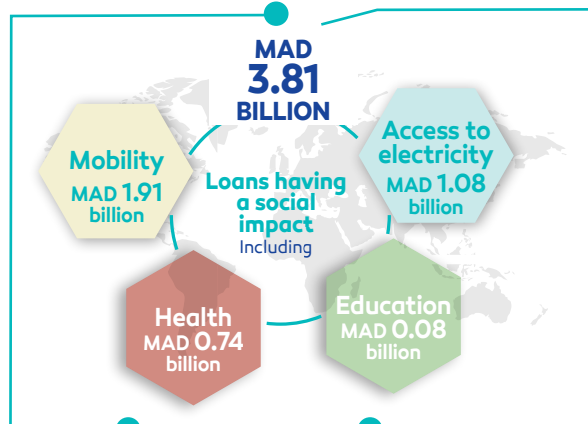 MAD
3.81
BILLION
Mobility
MAD 1.91
billion
Access to
electricity
MAD 1.08
billion
Loans having
a social
impact
Including
Health
MAD 0.74
billion
Education
MAD 0.08
billion